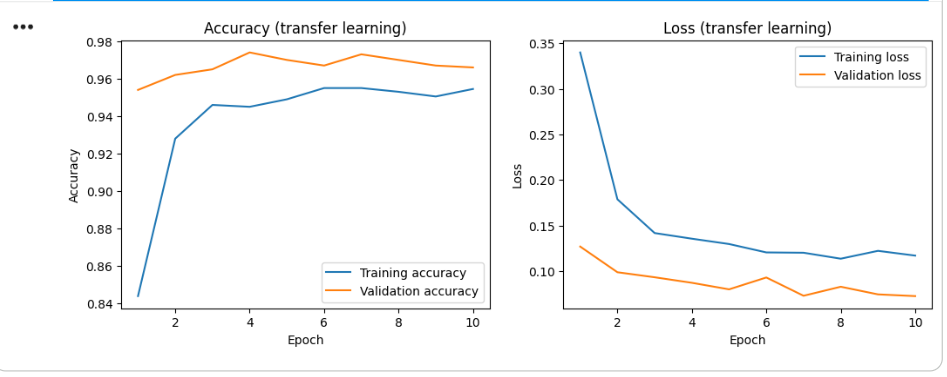 Accuracy (transfer learning)
0.98
0.96
0.94
0.92
0.90
0.88
0.86
0.84
Accuracy
2
4
6
8
10
Epoch
Training accuracy
Validation accuracy
Loss (transfer learning)
0.35
0.30
0.25
0.20
0.15
0.10
Loss
2
4
6
8
10
Epoch
Training loss
Validation loss